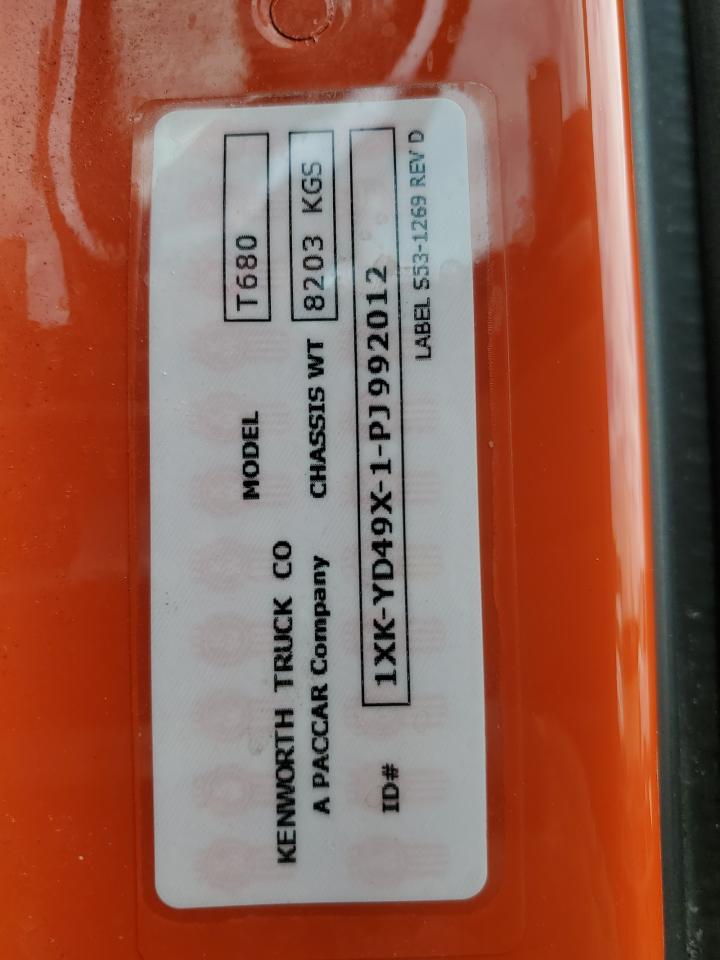 KENWORTH TRUCK CO MODEL T680
A PACCAR Company CHASSIS WT 8203 KGS
ID# 1XK-YD49X-1-PJ992012
LABEL S53-1269 REV D